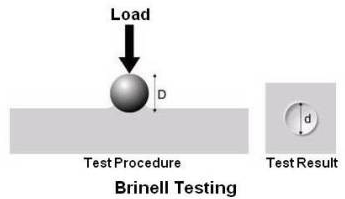 Load
D
d
Test Procedure
Test Result
Brinell Testing